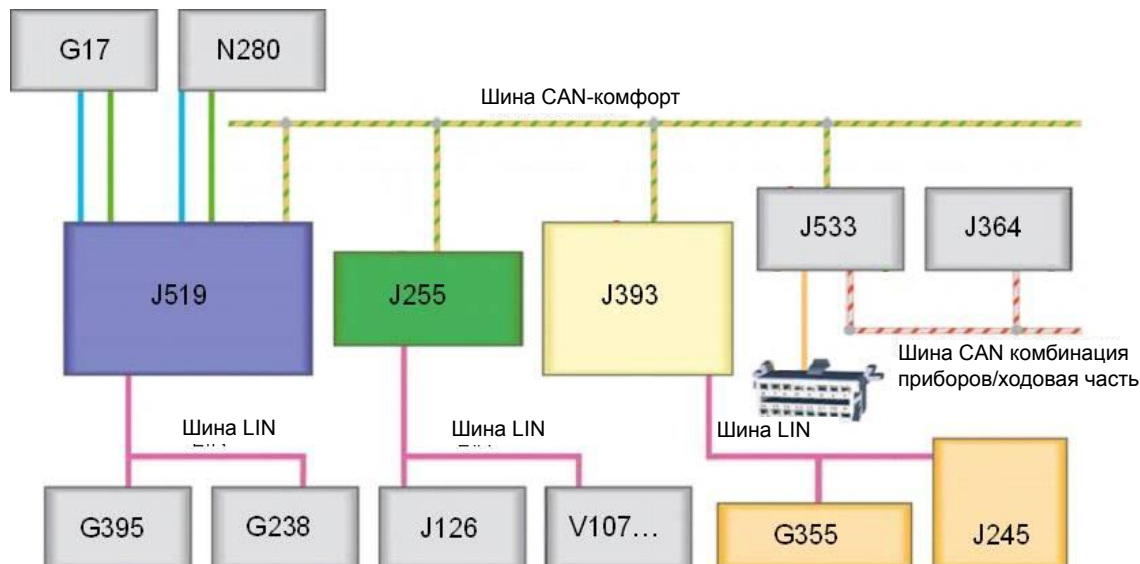 G17
N280
Шина CAN-комфорт
J533
J364
J519
J255
J393
Шина CAN комбинация
приборов/ходовая часть
Шина LIN
Шина LIN
Шина LIN
G395
G238
J126
V107...
G355
J245